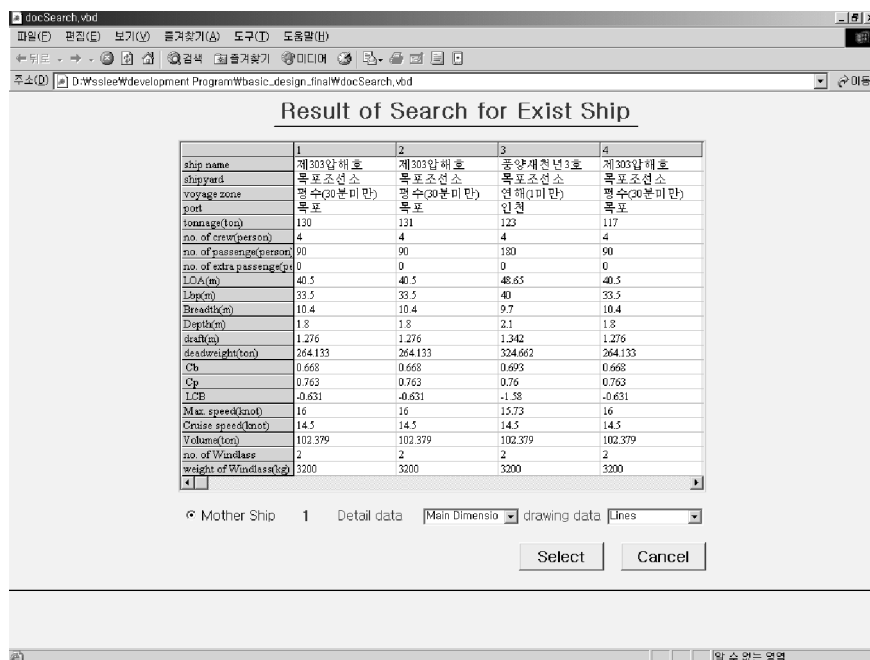 docSearch.vbd
파일(F) 편집(E) 보기(V) 즐겨찾기(A) 도구(T) 도움말(H)
뒤로 검색 즐겨찾기 미디어
주소(D) D:\sslee\development Program\basic_design_final\docSearch.vbd 이동
Result of Search for Exist Ship
1 2 3 4
ship name 제303압해호 제303압해호 풍양새천년3호 제303압해호
shipyard 목포조선소 목포조선소 목포조선소 목포조선소
voyage zone 평수(30분미만) 평수(30분미만) 연해(1미만) 평수(30분미만)
port 목포 목포 인천 목포
tonnage(ton) 130 131 123 117
no. of crew(person) 4 4 4 4
no. of passenge(person) 90 90 180 90
no. of extra passenge(pe 0 0 0 0
LOA(m) 40.5 40.5 48.65 40.5
Lbp(m) 33.5 33.5 40 33.5
Breadth(m) 10.4 10.4 9.7 10.4
Depth(m) 1.8 1.8 2.1 1.8
draft(m) 1.276 1.276 1.342 1.276
deadweight(ton) 264.133 264.133 324.662 264.133
Cb 0.668 0.668 0.693 0.668
Cp 0.763 0.763 0.76 0.763
LCB -0.631 -0.631 -1.58 -0.631
Max. speed(knot) 16 16 15.73 16
Cruise speed(knot) 14.5 14.5 14.5 14.5
Volume(ton) 102.379 102.379 102.379 102.379
no. of Windlass 2 2 2 2
weight of Windlass(kg) 3200 3200 3200 3200
Mother Ship 1 Detail data Main Dimensio drawing data Lines
Select Cancel
알 수 없는 영역